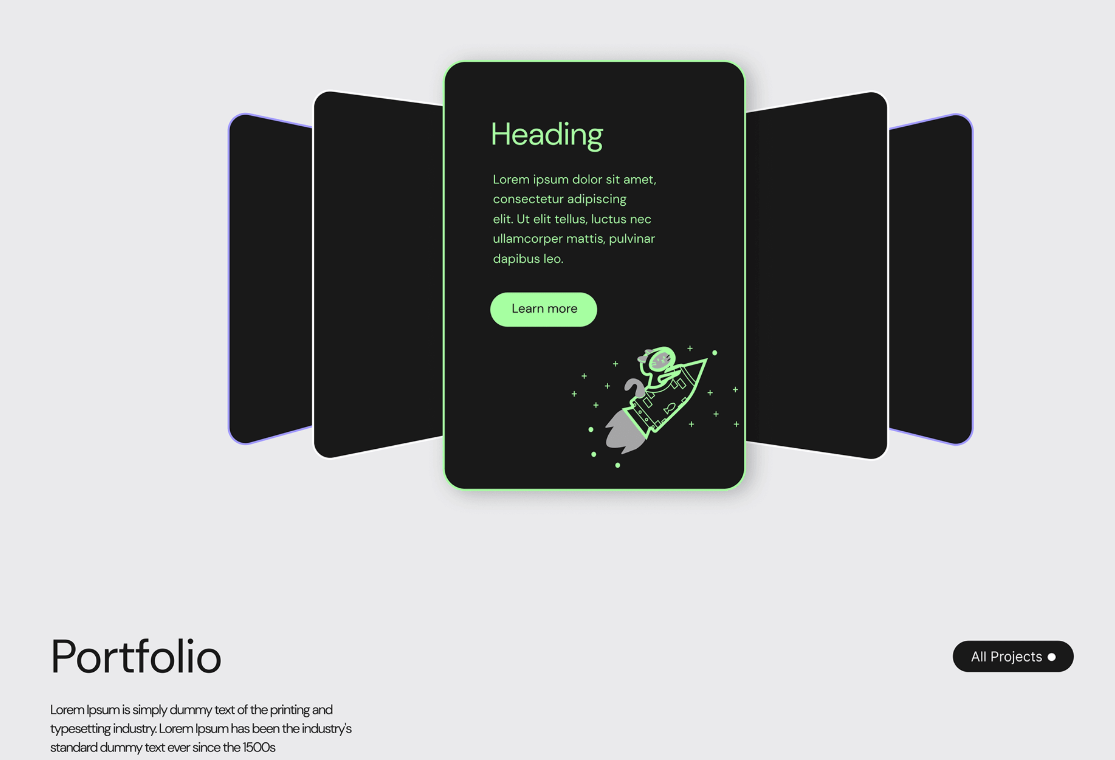 Heading
Lorem ipsum dolor sit amet,
consectetur adipiscing
elit. Ut elit tellus, luctus nec
ullamcorper mattis, pulvinar
dapibus leo.
Learn more
Portfolio
All Projects
Lorem Ipsum is simply dummy text of the printing and
typesetting industry. Lorem Ipsum has been the industry's
standard dummy text ever since the 1500s